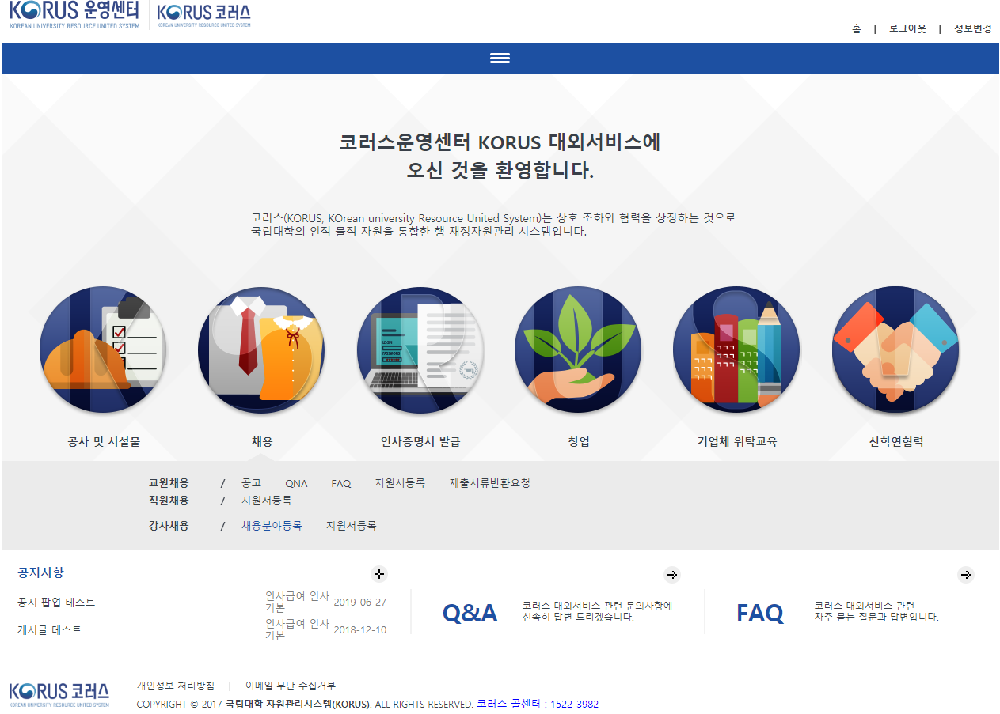 KORUS 운영센터
KOREAN UNIVERSITY RESOURCE UNITED SYSTEM
KORUS 코러스
KOREAN UNIVERSITY RESOURCE UNITED SYSTEM
홈 | 로그아웃 | 정보변경
코러스운영센터 KORUS 대외서비스에
오신 것을 환영합니다.
코러스(KORUS, KOrean university Resource United System)는 상호 조화와 협력을 상징하는 것으로
국립대학의 인적 물적 자원을 통합한 행 재정자원관리 시스템입니다.
LOGIN
PASSWORD
공사 및 시설물
채용
인사증명서 발급
창업
기업체 위탁교육
산학연협력
교원채용 / 공고 QNA FAQ 지원서등록 제출서류반환요청
직원채용 / 지원서등록
강사채용 / 채용분야등록 지원서등록
공지사항
공지 팝업 테스트 인사급여 인사기본 2019-06-27
게시글 테스트 인사급여 인사기본 2018-12-10
Q&A
코러스 대외서비스 관련 문의사항에
신속히 답변 드리겠습니다.
FAQ
코러스 대외서비스 관련
자주 묻는 질문과 답변입니다.
KORUS 코러스
KOREAN UNIVERSITY RESOURCE UNITED SYSTEM
개인정보 처리방침 | 이메일 무단 수집거부
COPYRIGHT © 2017 국립대학 자원관리시스템(KORUS). ALL RIGHTS RESERVED. 코러스 콜센터 : 1522-3982